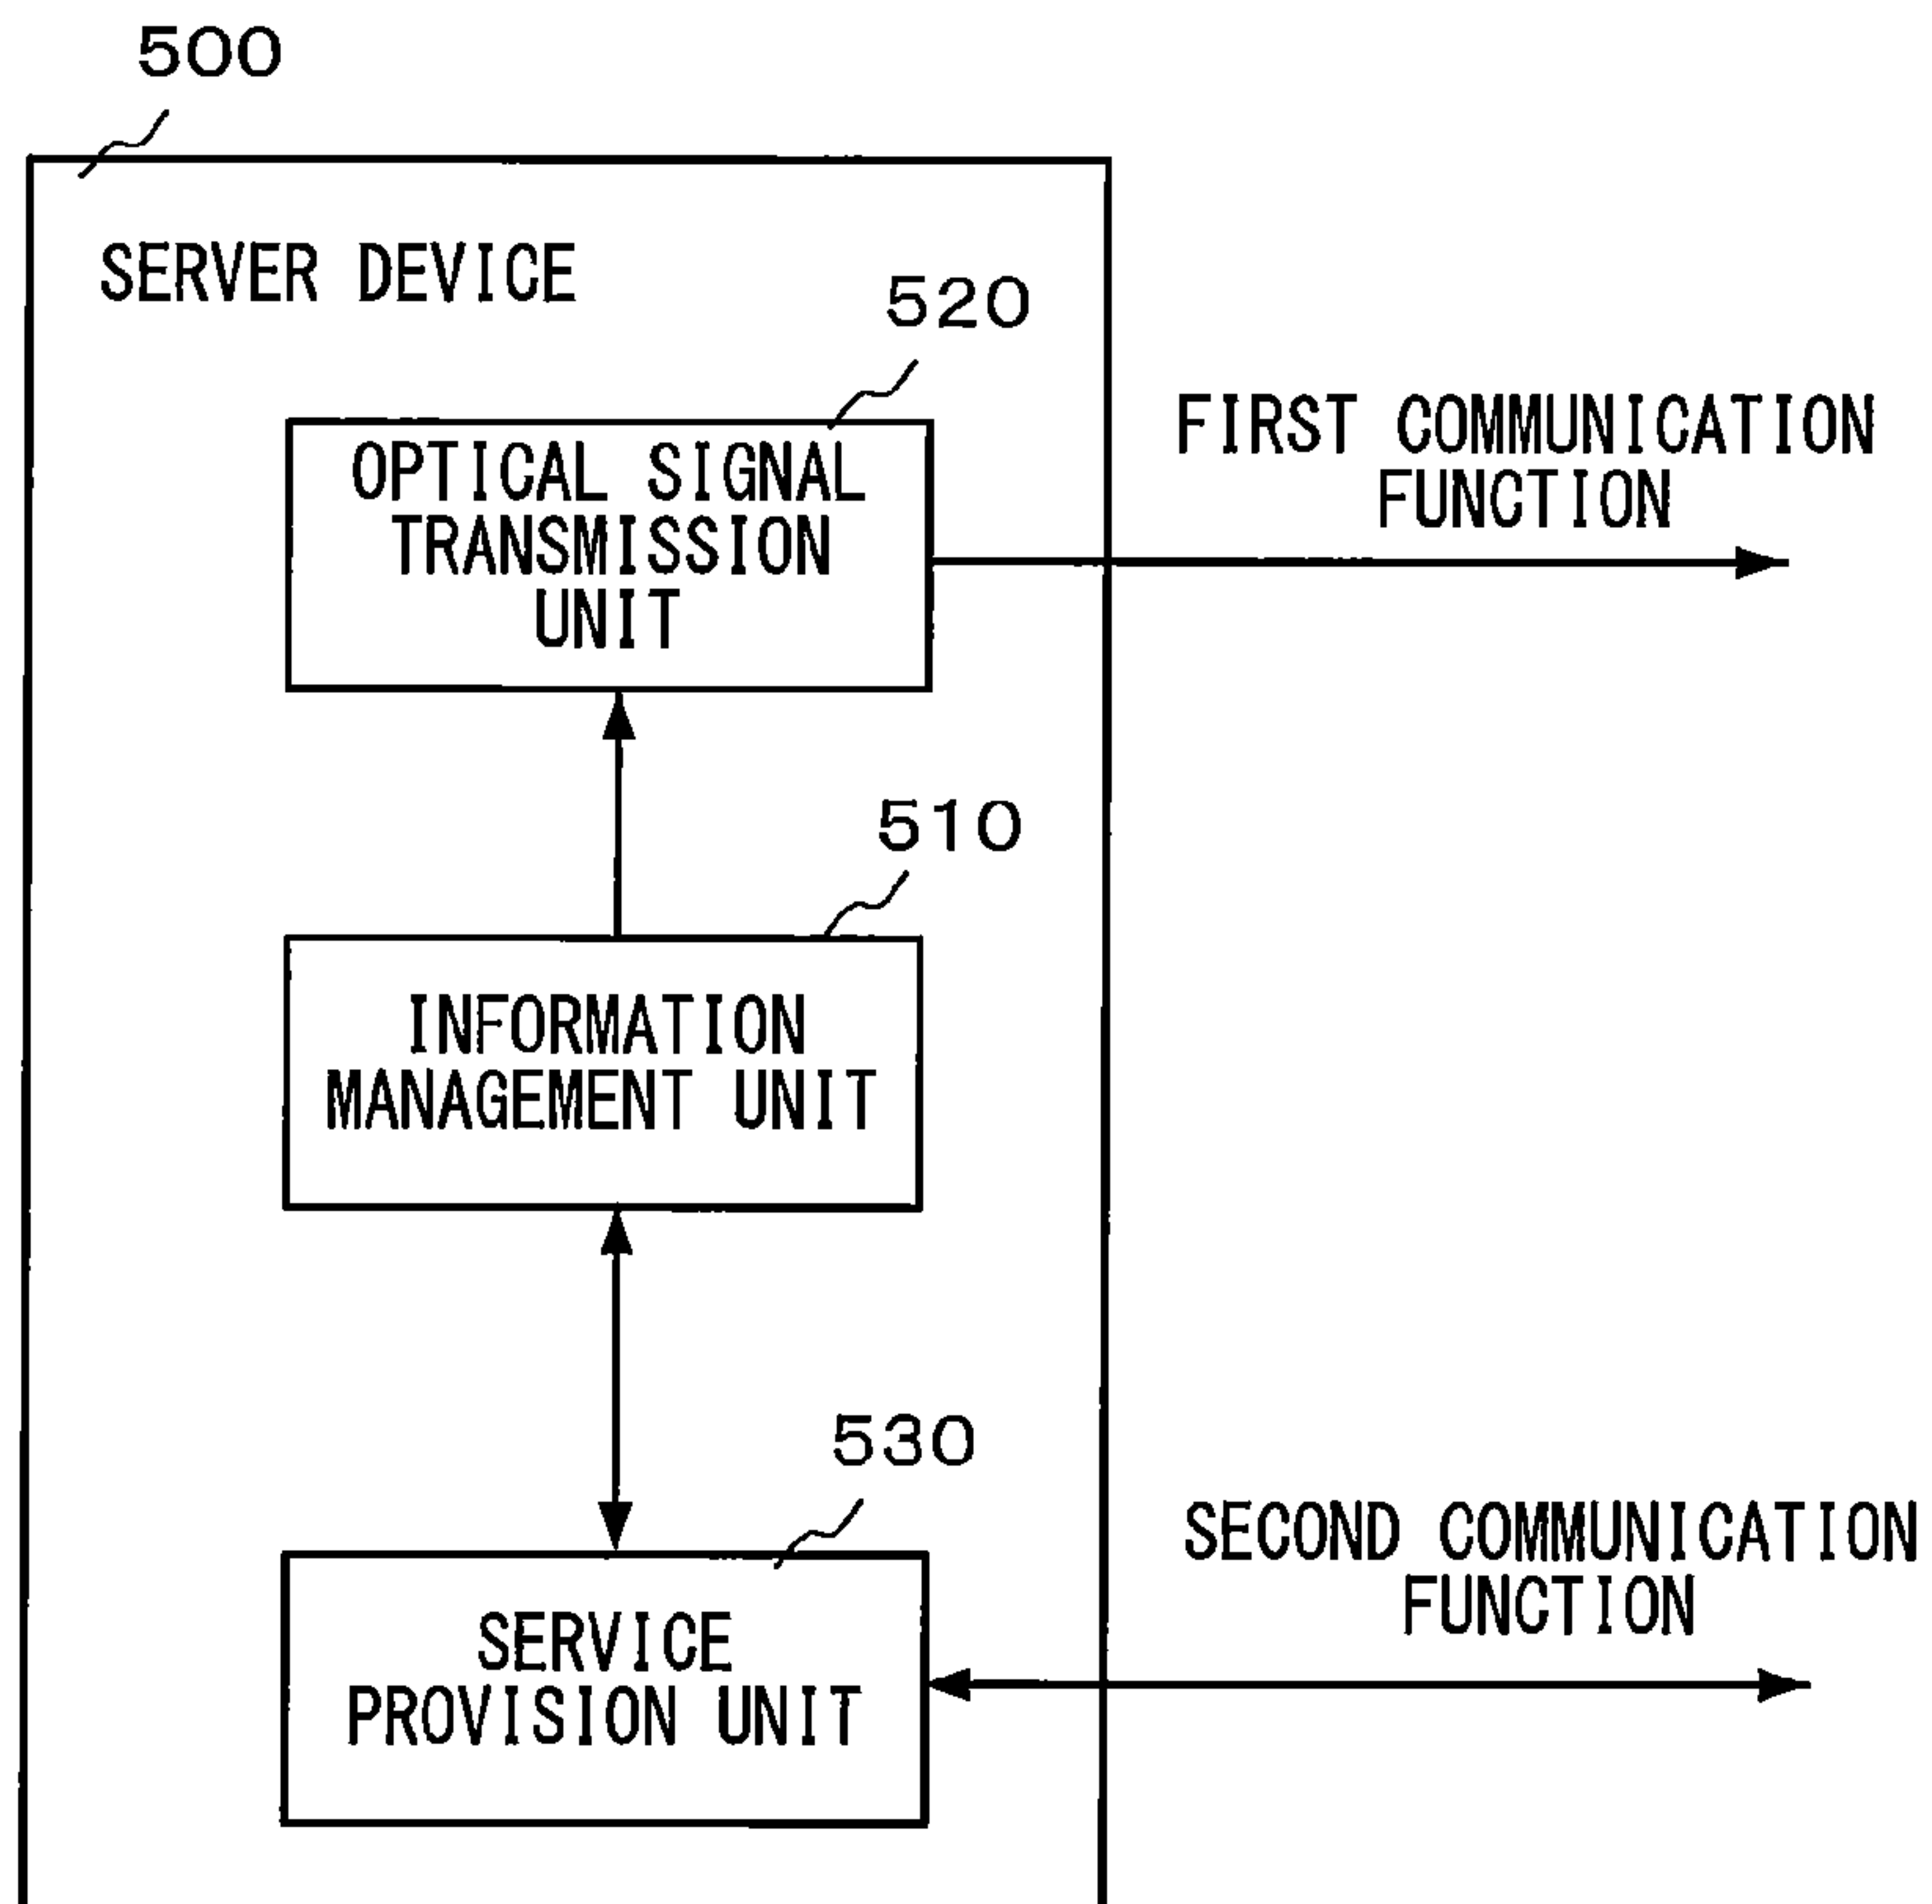 500
SERVER DEVICE
520
OPTICAL SIGNAL
TRANSMISSION
UNIT
FIRST COMMUNICATION
FUNCTION
510
INFORMATION
MANAGEMENT UNIT
530
SERVICE
PROVISION UNIT
SECOND COMMUNICATION
FUNCTION